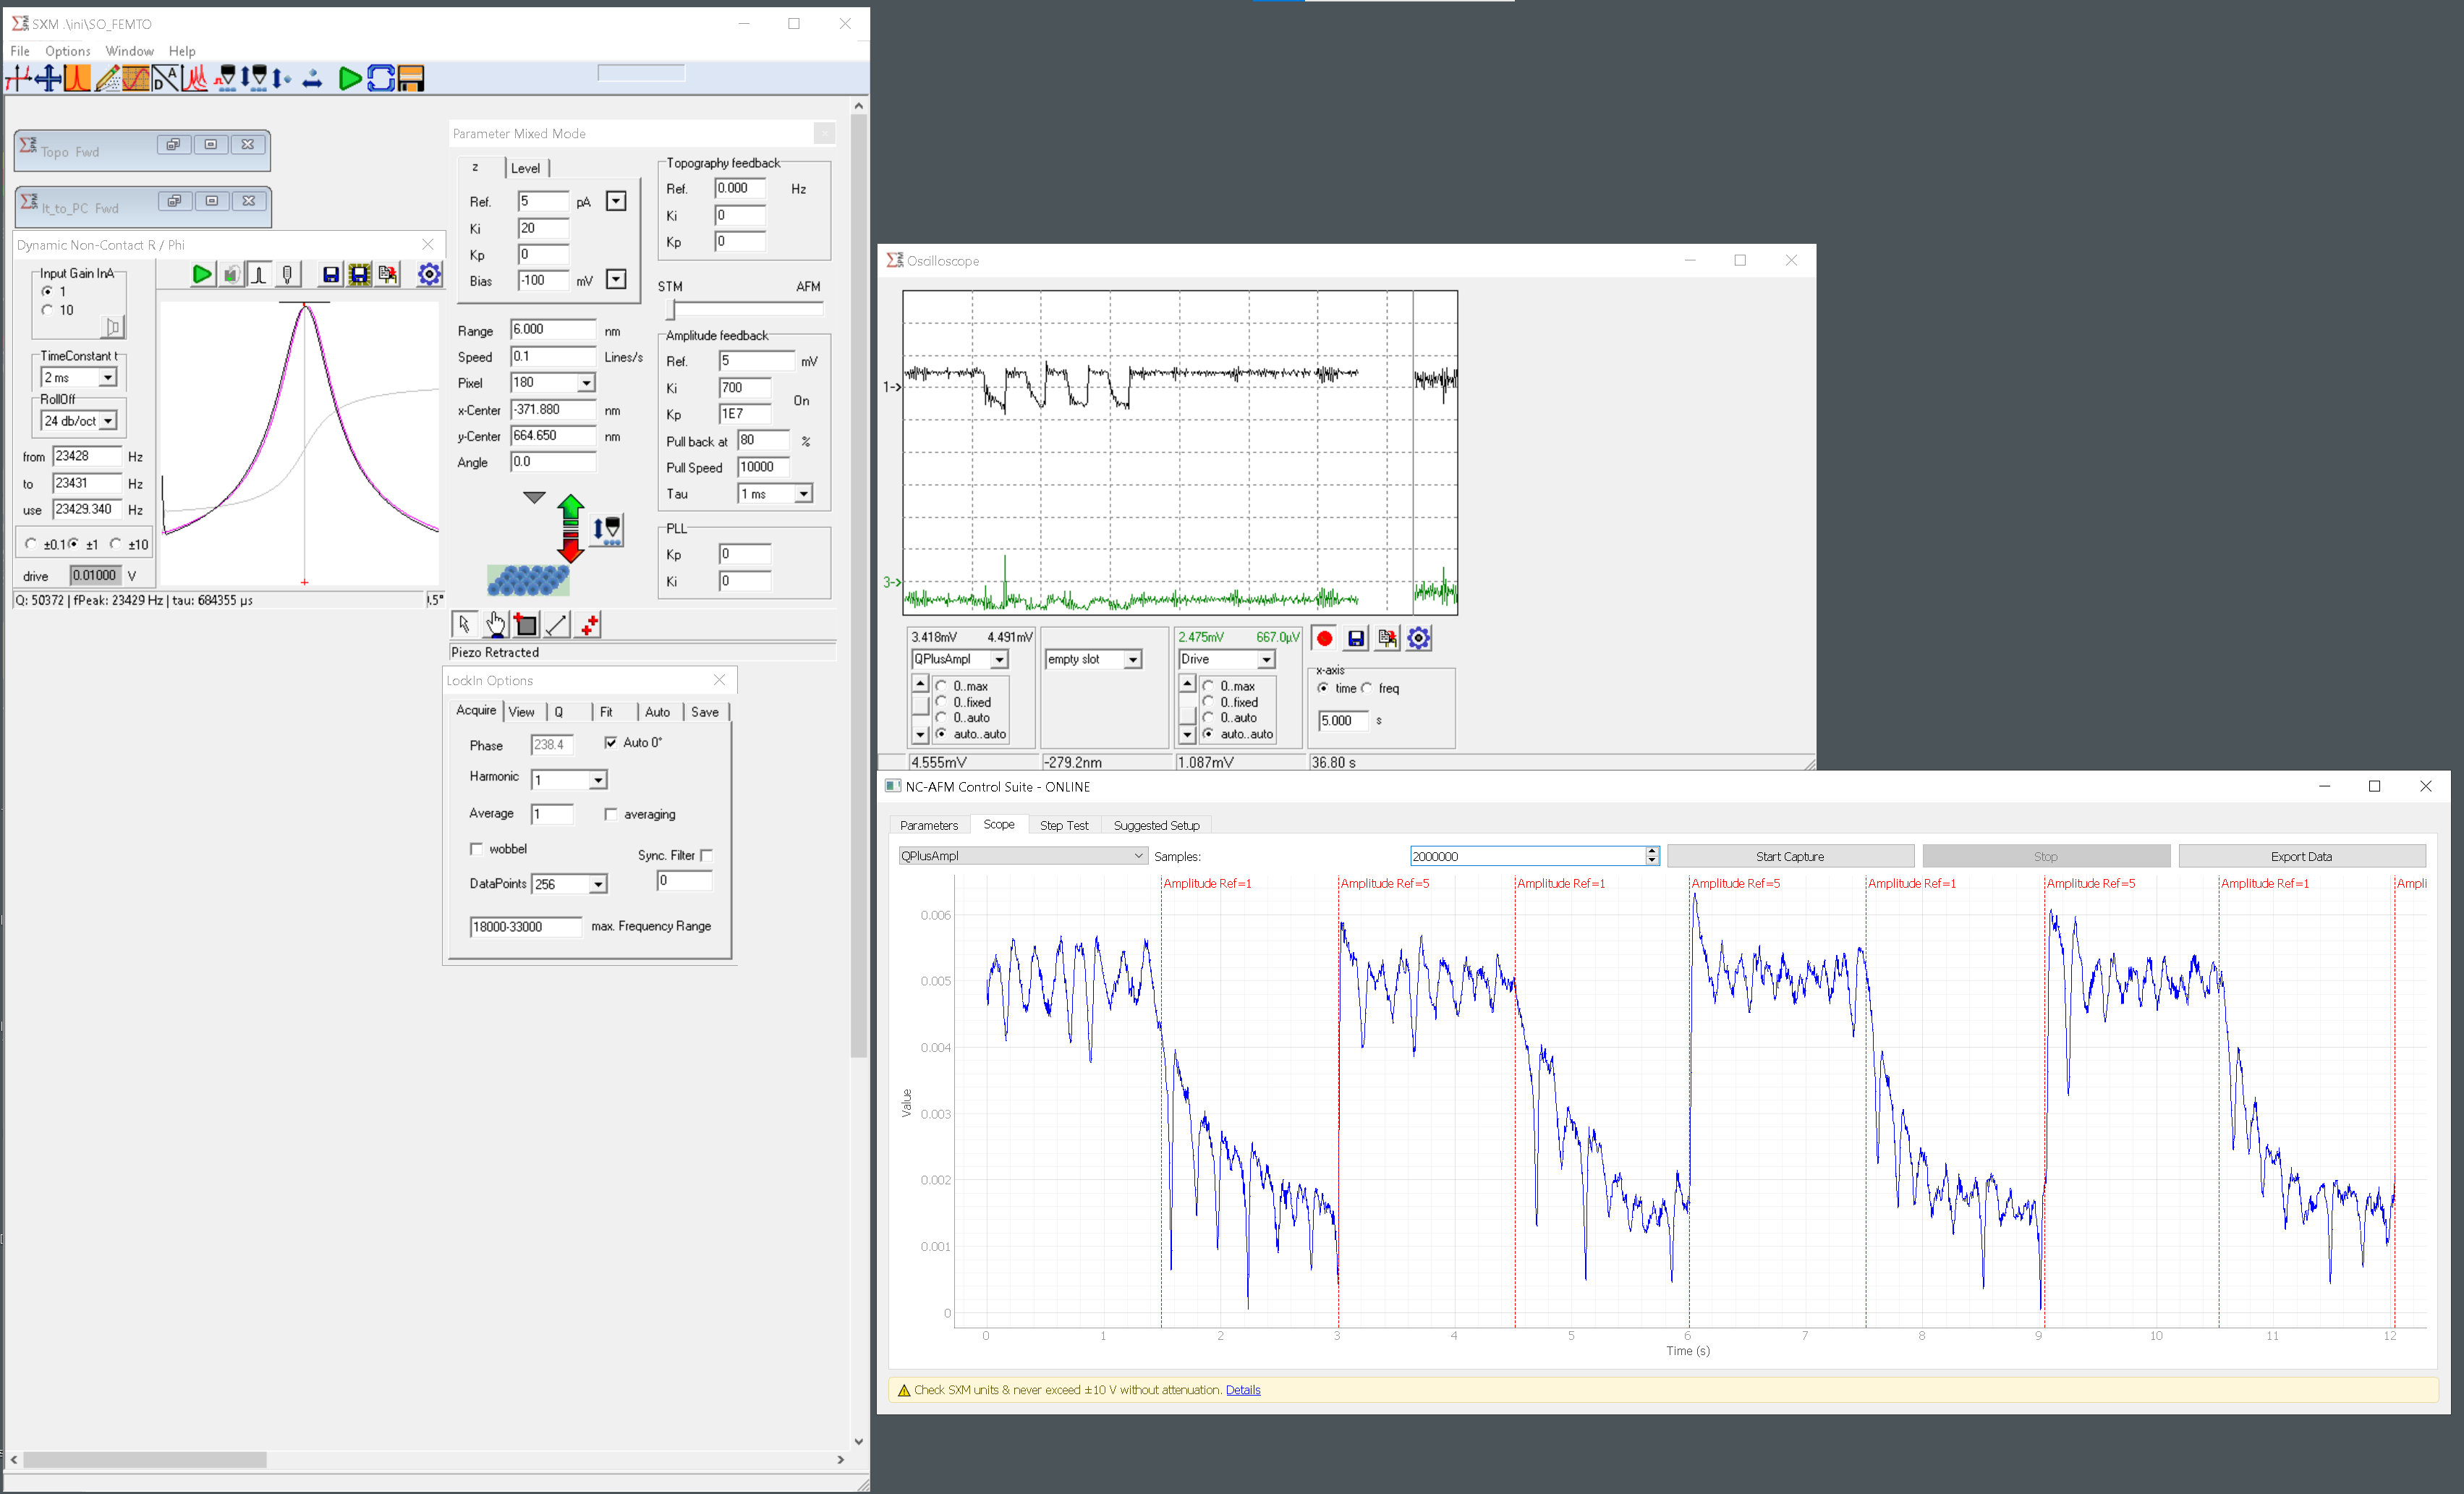 SXM .\ini\SO_FEMTO
File Options Window Help
Topo Fwd
It_to_PC Fwd
Dynamic Non-Contact R / Phi
Input Gain InA
1
10
TimeConstant t
2 ms
RollOff
24 db/oct
from 23428 Hz
to 23431 Hz
use 23429.340 Hz
±0.1 ±1 ±10
drive 0.01000 V
Q: 50372 | fPeak: 23429 Hz | tau: 684355 µs
Parameter Mixed Mode
z Level
Ref. 5 pA
Ki 20
Kp 0
Bias -100 mV
Range 6.000 nm
Speed 0.1 Lines/s
Pixel 180
x-Center -371.880 nm
y-Center 664.650 nm
Angle 0.0
Topography feedback
Ref. 0.000 Hz
Ki 0
Kp 0
STM AFM
Amplitude feedback
Ref. 5 mV
Ki 700
On
Kp 1E7
Pull back at 80 %
Pull Speed 10000
Tau 1 ms
PLL
Kp 0
Ki 0
Piezo Retracted
LockIn Options
Acquire View Q Fit Auto Save
Phase 238.4 Auto 0°
Harmonic 1
Average 1 averaging
wobbel
Sync. Filter
DataPoints 256 0
18000-33000 max. Frequency Range
Oscilloscope
1->
3->
3.418mV 4.491mV
QPlusAmpl
0..max
0..fixed
0..auto
auto..auto
empty slot
2.475mV 667.0µV
Drive
0..max
0..fixed
0..auto
auto..auto
x-axis
time freq
5.000 s
4.555mV -279.2nm 1.087mV 36.80 s
NC-AFM Control Suite - ONLINE
Parameters Scope Step Test Suggested Setup
QPlusAmpl Samples: 2000000 Start Capture Stop Export Data
Amplitude Ref=1 Amplitude Ref=5 Amplitude Ref=1 Amplitude Ref=5 Amplitude Ref=1 Amplitude Ref=5 Amplitude Ref=1 Ampli
0.006
0.005
0.004
0.003
0.002
0.001
0
Value
0 1 2 3 4 5 6 7 8 9 10 11 12
Time (s)
Check SXM units & never exceed ±10 V without attenuation. Details